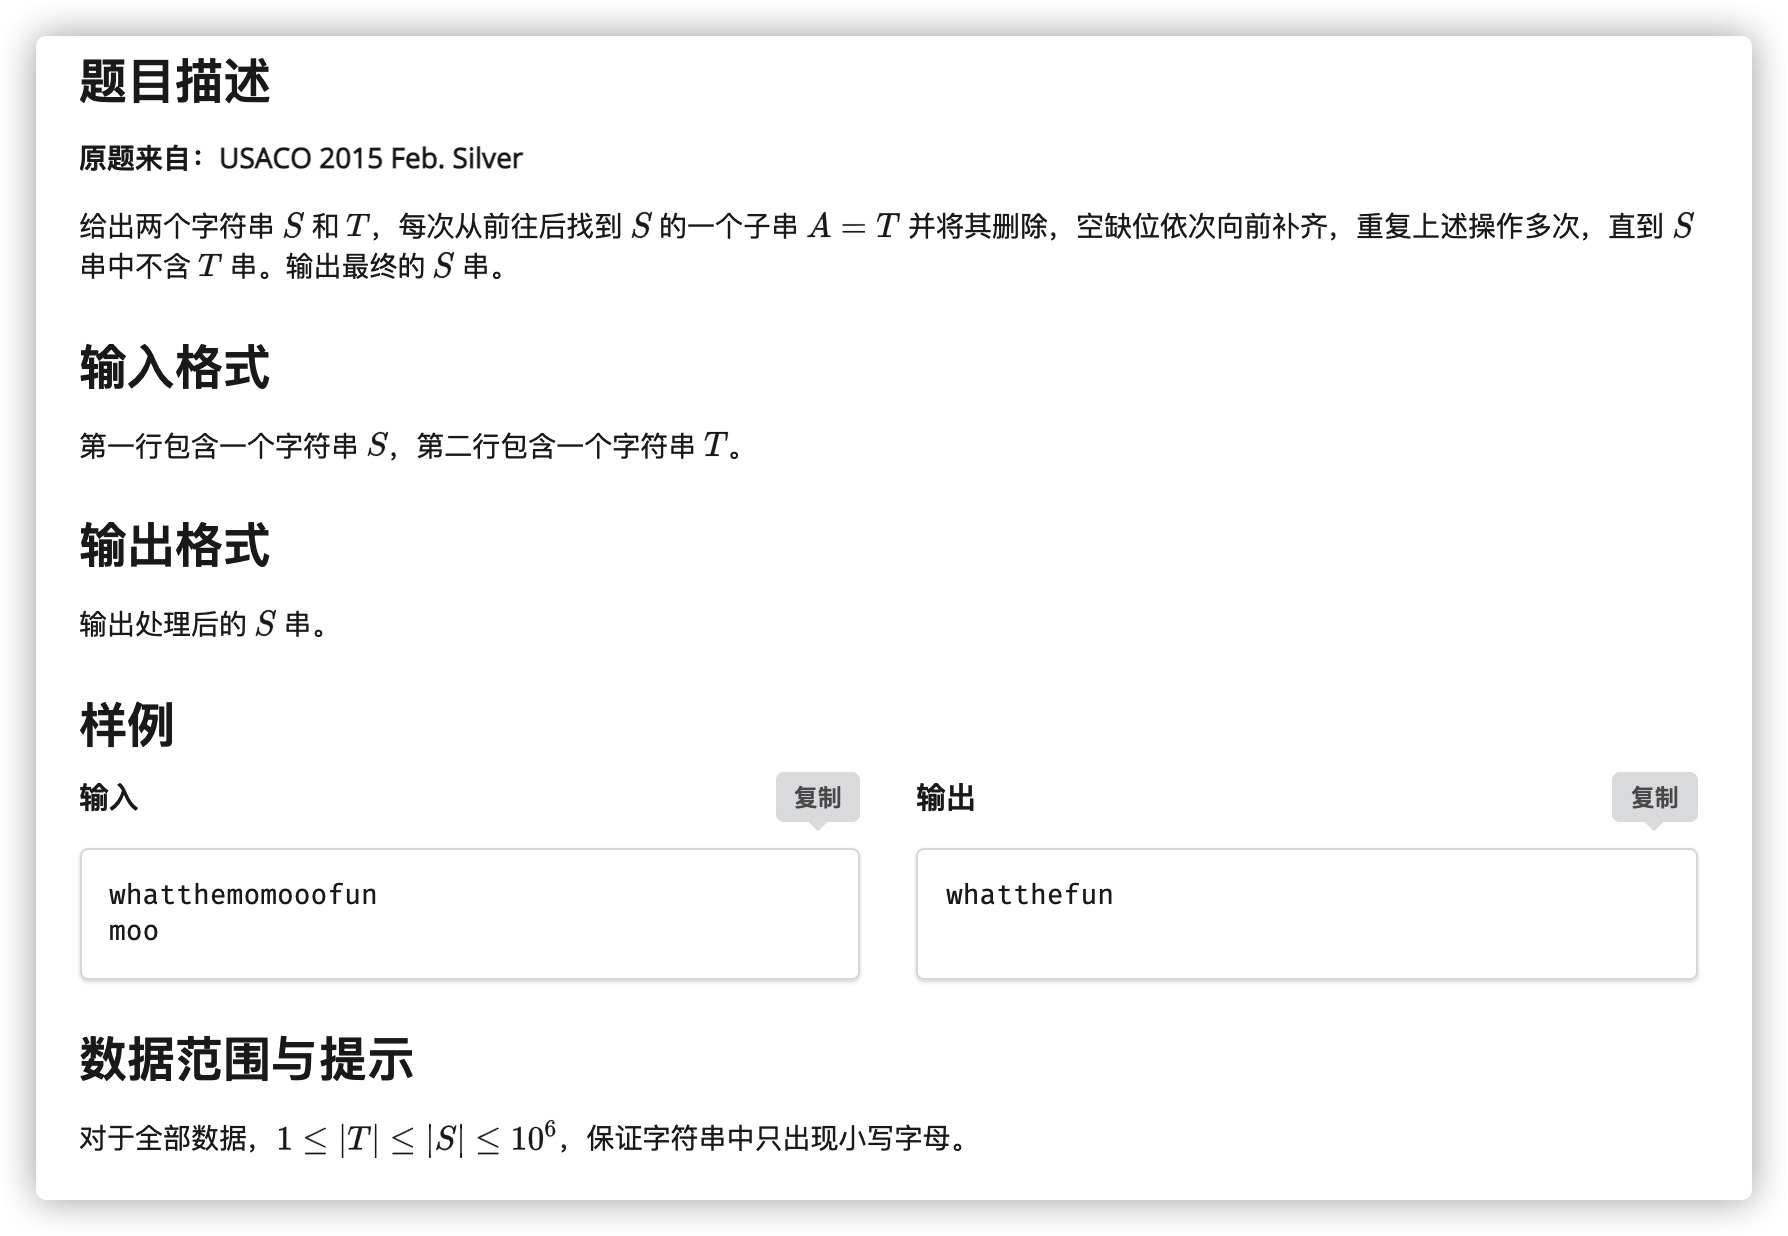 题目描述
原题来自：USACO 2015 Feb. Silver
给出两个字符串 S 和 T，每次从前往后找到 S 的一个子串 A = T 并将其删除，空缺位依次向前补齐，重复上述操作多次，直到 S
串中不含 T 串。输出最终的 S 串。
输入格式
第一行包含一个字符串 S，第二行包含一个字符串 T。
输出格式
输出处理后的 S 串。
样例
输入
复制
输出
复制
whatthemomooofun
moo
whatthefun
数据范围与提示
对于全部数据，1 ≤ |T| ≤ |S| ≤ 10⁶，保证字符串中只出现小写字母。